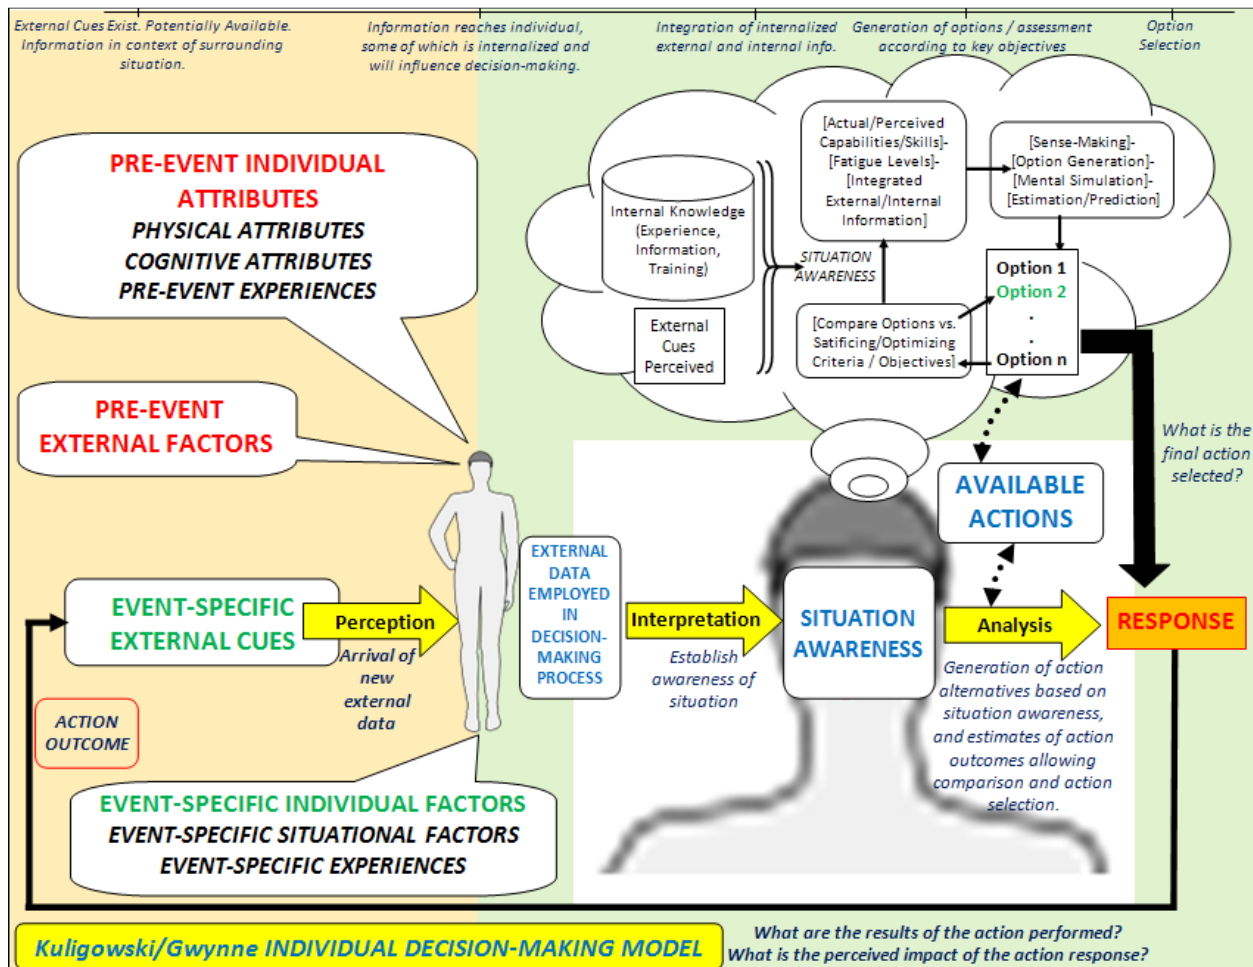 External Cues Exist. Potentially Available.
Information in context of surrounding
situation.
Information reaches individual,
some of which is internalized and
will influence decision-making.
Integration of internalized
external and internal info.
Generation of options / assessment
according to key objectives
Option
Selection
PRE-EVENT INDIVIDUAL
ATTRIBUTES
PHYSICAL ATTRIBUTES
COGNITIVE ATTRIBUTES
PRE-EVENT EXPERIENCES
PRE-EVENT
EXTERNAL FACTORS
Internal Knowledge
(Experience,
Information,
Training)
External
Cues
Perceived
SITUATION
AWARENESS
[Actual/Perceived
Capabilities/Skills]-
[Fatigue Levels]-
[Integrated
External/Internal
Information]
[Sense-Making]-
[Option Generation]-
[Mental Simulation]-
[Estimation/Prediction]
[Compare Options vs.
Satificing/Optimizing
Criteria / Objectives]
Option 1
Option 2
.
.
Option n
What is the
final action
selected?
AVAILABLE
ACTIONS
EVENT-SPECIFIC
EXTERNAL CUES
Perception
Arrival of
new
external
data
EXTERNAL
DATA
EMPLOYED
IN
DECISION-
MAKING
PROCESS
Interpretation
Establish
awareness of
situation
SITUATION
AWARENESS
Analysis
Generation of action
alternatives based on
situation awareness,
and estimates of action
outcomes allowing
comparison and action
selection.
RESPONSE
ACTION
OUTCOME
EVENT-SPECIFIC INDIVIDUAL FACTORS
EVENT-SPECIFIC SITUATIONAL FACTORS
EVENT-SPECIFIC EXPERIENCES
Kuligowski/Gwynne INDIVIDUAL DECISION-MAKING MODEL
What are the results of the action performed?
What is the perceived impact of the action response?